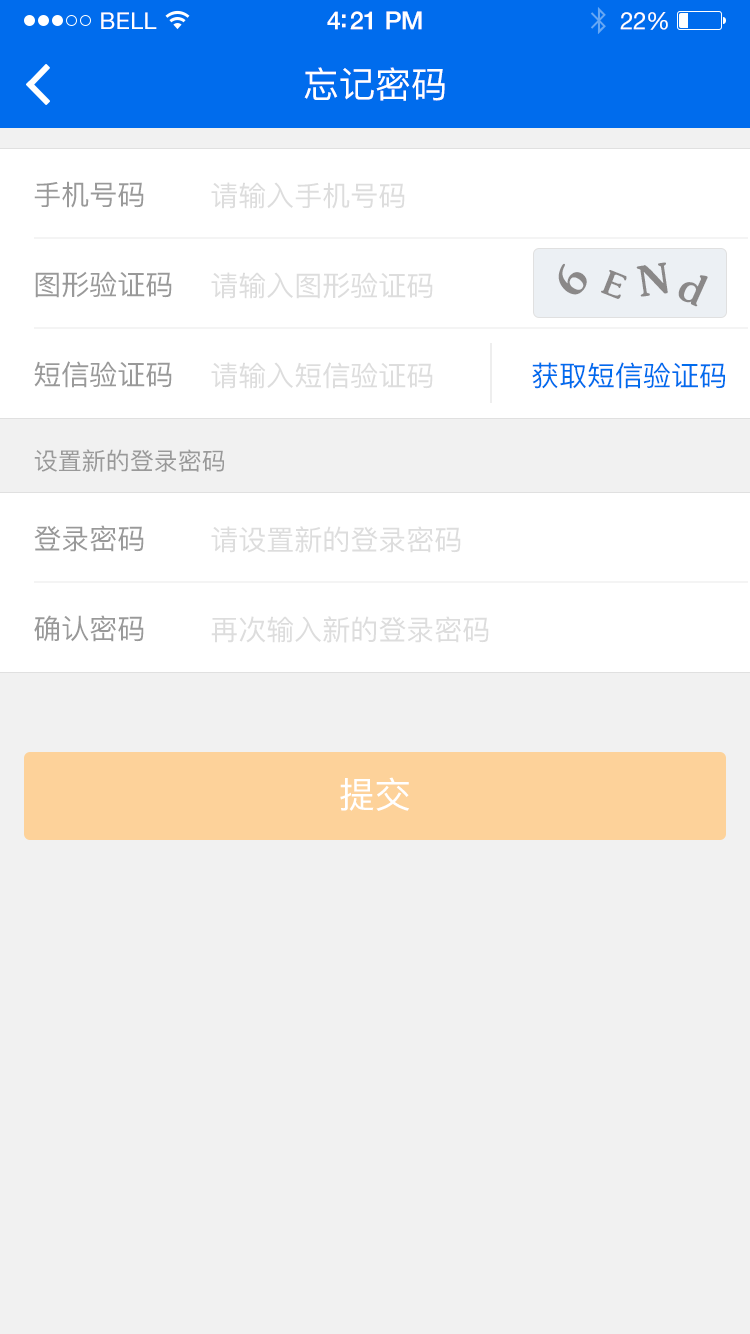 BELL 4:21 PM 22%
忘记密码
手机号码 请输入手机号码
图形验证码 请输入图形验证码 6ENd
短信验证码 请输入短信验证码 获取短信验证码
设置新的登录密码
登录密码 请设置新的登录密码
确认密码 再次输入新的登录密码
提交